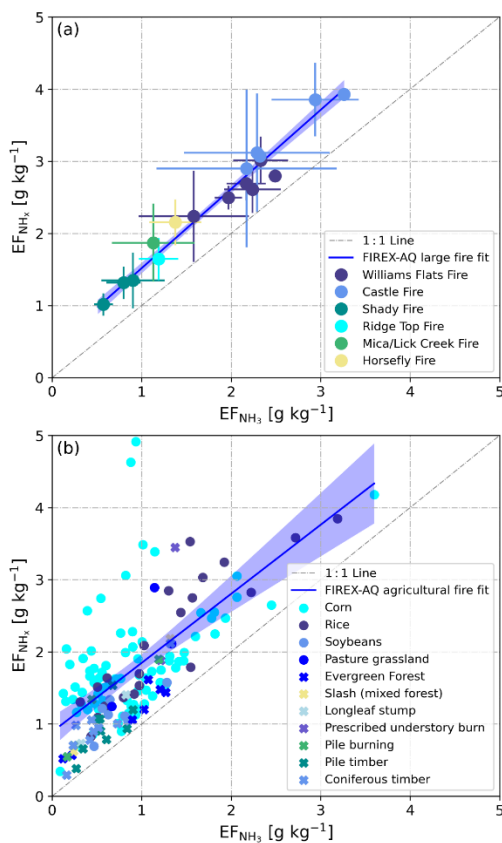 (a)
5
4
3
2
1
0
EF_NHx [g kg⁻¹]
1:1 Line
FIREX-AQ large fire fit
Williams Flats Fire
Castle Fire
Shady Fire
Ridge Top Fire
Mica/Lick Creek Fire
Horsefly Fire
0 1 2 3 4 5
EF_NH₃ [g kg⁻¹]
(b)
5
4
3
2
1
0
EF_NHx [g kg⁻¹]
1:1 Line
FIREX-AQ agricultural fire fit
Corn
Rice
Soybeans
Pasture grassland
Evergreen Forest
Slash (mixed forest)
Longleaf stump
Prescribed understory burn
Pile burning
Pile timber
Coniferous timber
0 1 2 3 4 5
EF_NH₃ [g kg⁻¹]